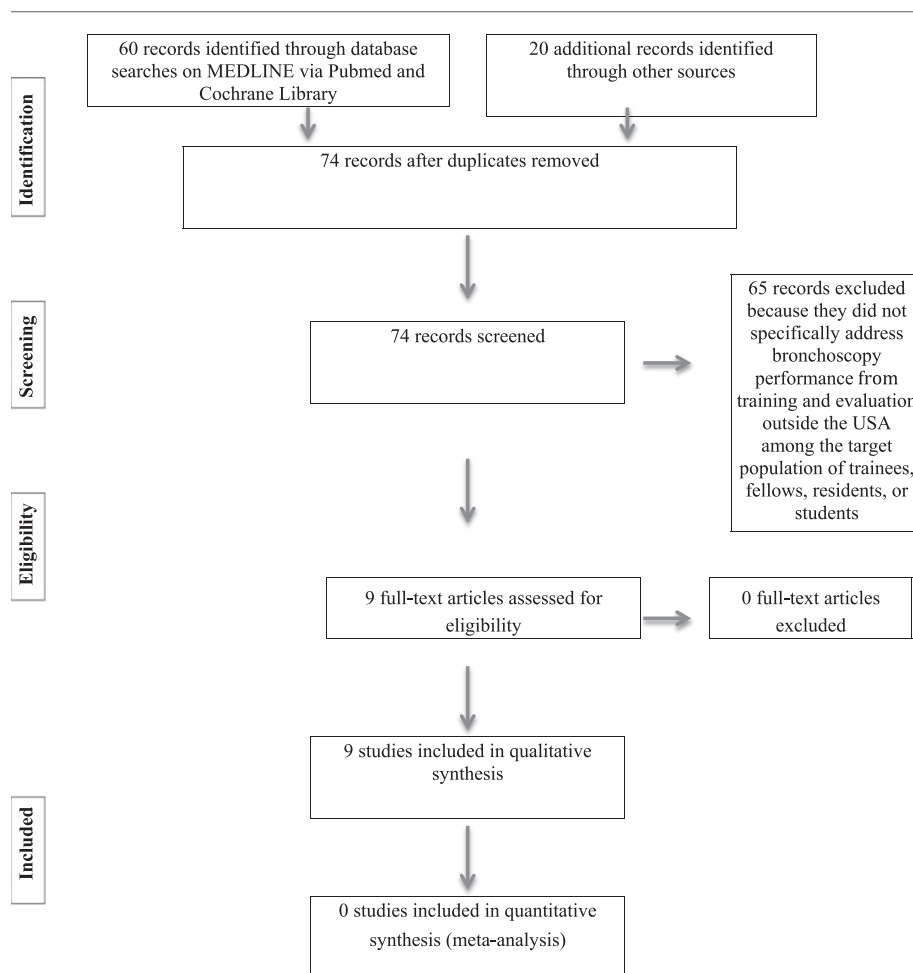 60 records identified through database
searches on MEDLINE via Pubmed and
Cochrane Library
20 additional records identified
through other sources
Identification
74 records after duplicates removed
Screening
74 records screened
65 records excluded
because they did not
specifically address
bronchoscopy
performance from
training and evaluation
outside the USA
among the target
population of trainees,
fellows, residents, or
students
Eligibility
9 full-text articles assessed for
eligibility
0 full-text articles
excluded
9 studies included in qualitative
synthesis
Included
0 studies included in quantitative
synthesis (meta-analysis)